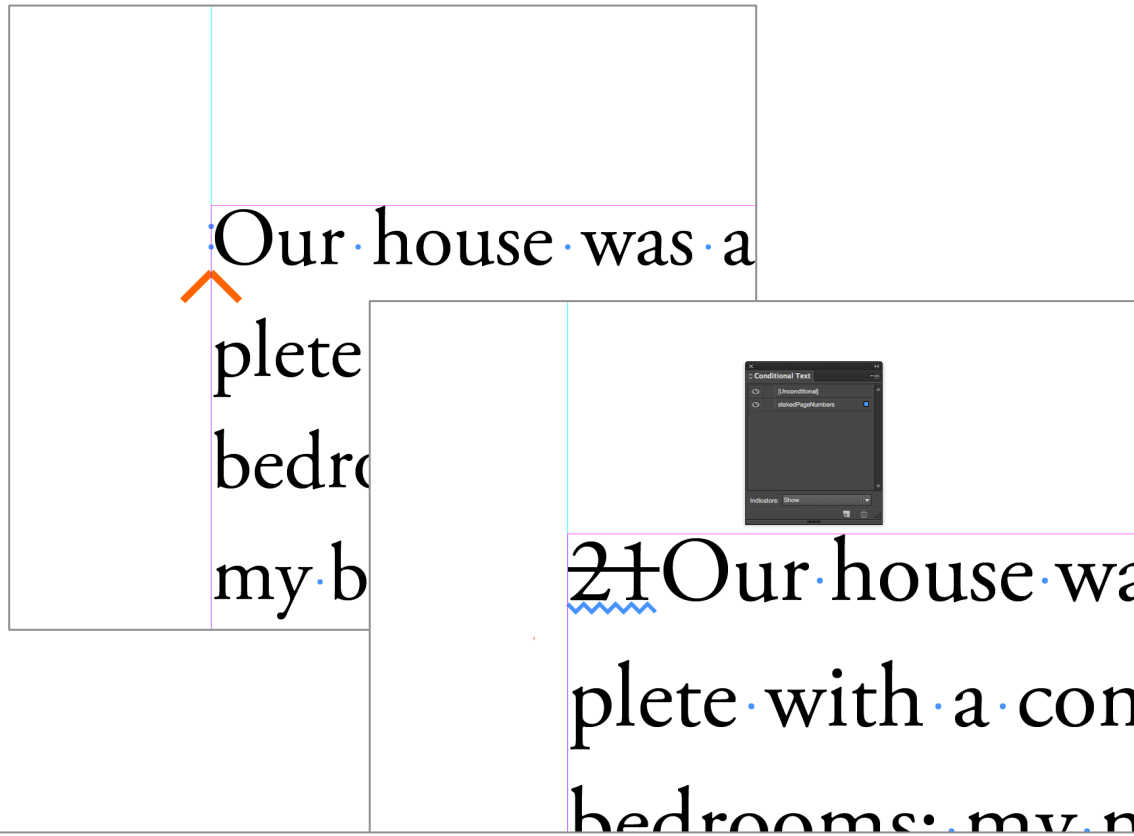 Our house was a
plete
bedro
my b
Conditional Text
[Unconditional]
stakedPageNumbers
Indicators: Show
21Our house wa
plete with a con
bedrooms: my n